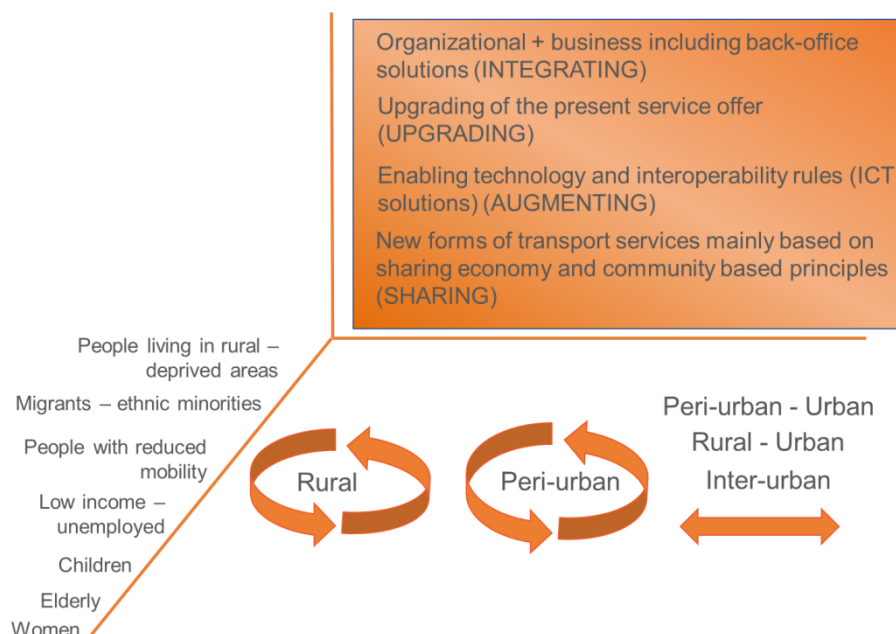 Organizational + business including back-office
solutions (INTEGRATING)
Upgrading of the present service offer
(UPGRADING)
Enabling technology and interoperability rules (ICT
solutions) (AUGMENTING)
New forms of transport services mainly based on
sharing economy and community based principles
(SHARING)
People living in rural –
deprived areas
Migrants – ethnic minorities
People with reduced
mobility
Low income –
unemployed
Children
Elderly
Women
Rural
Peri-urban
Peri-urban - Urban
Rural - Urban
Inter-urban